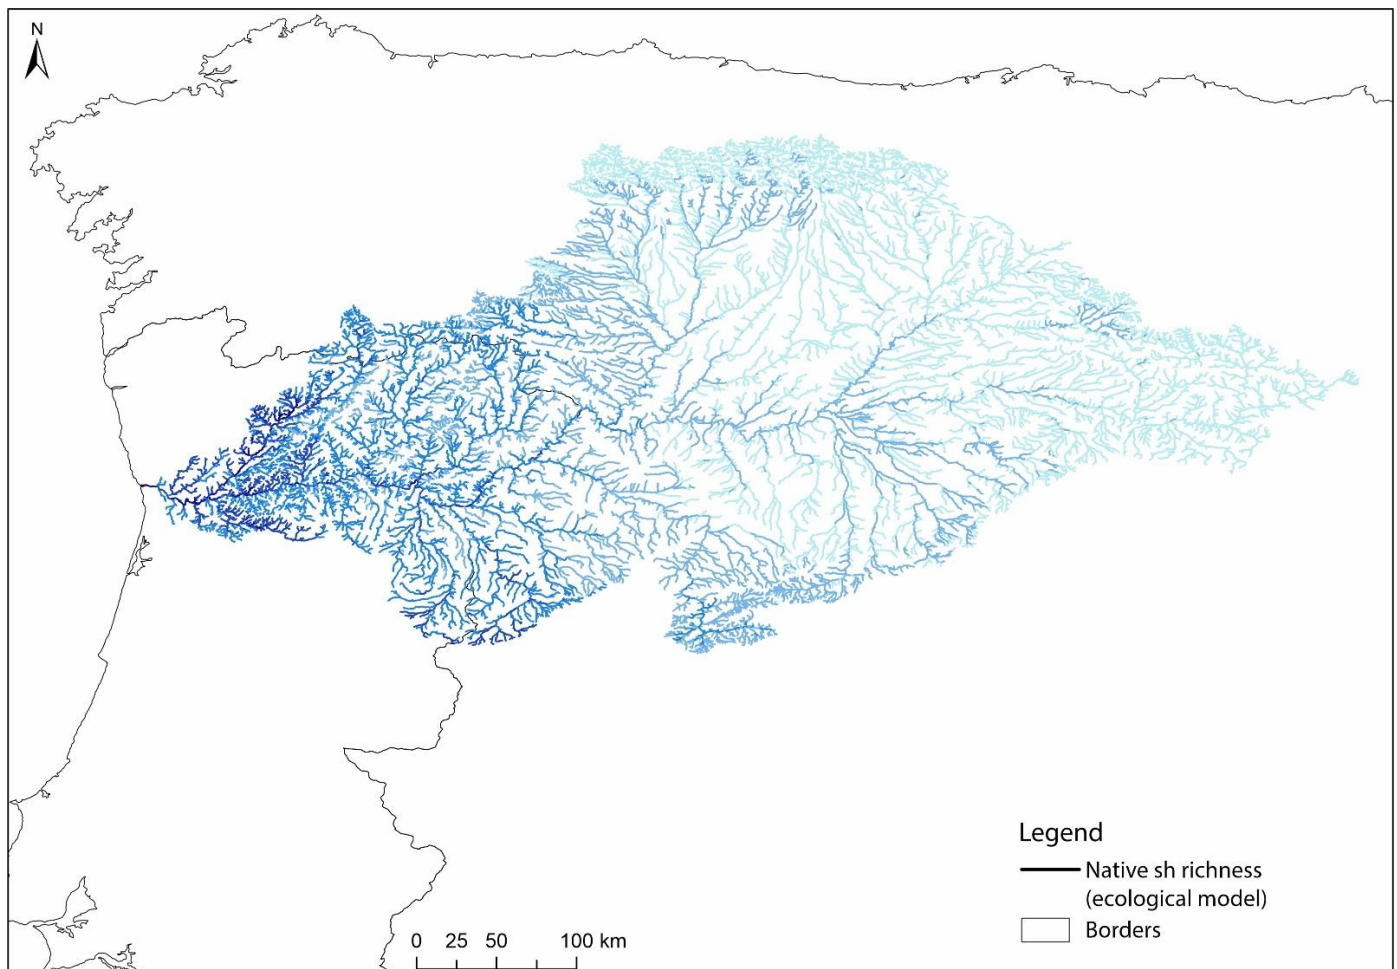 N
Legend
Native sh richness
(ecological model)
Borders
0 25 50 100 km